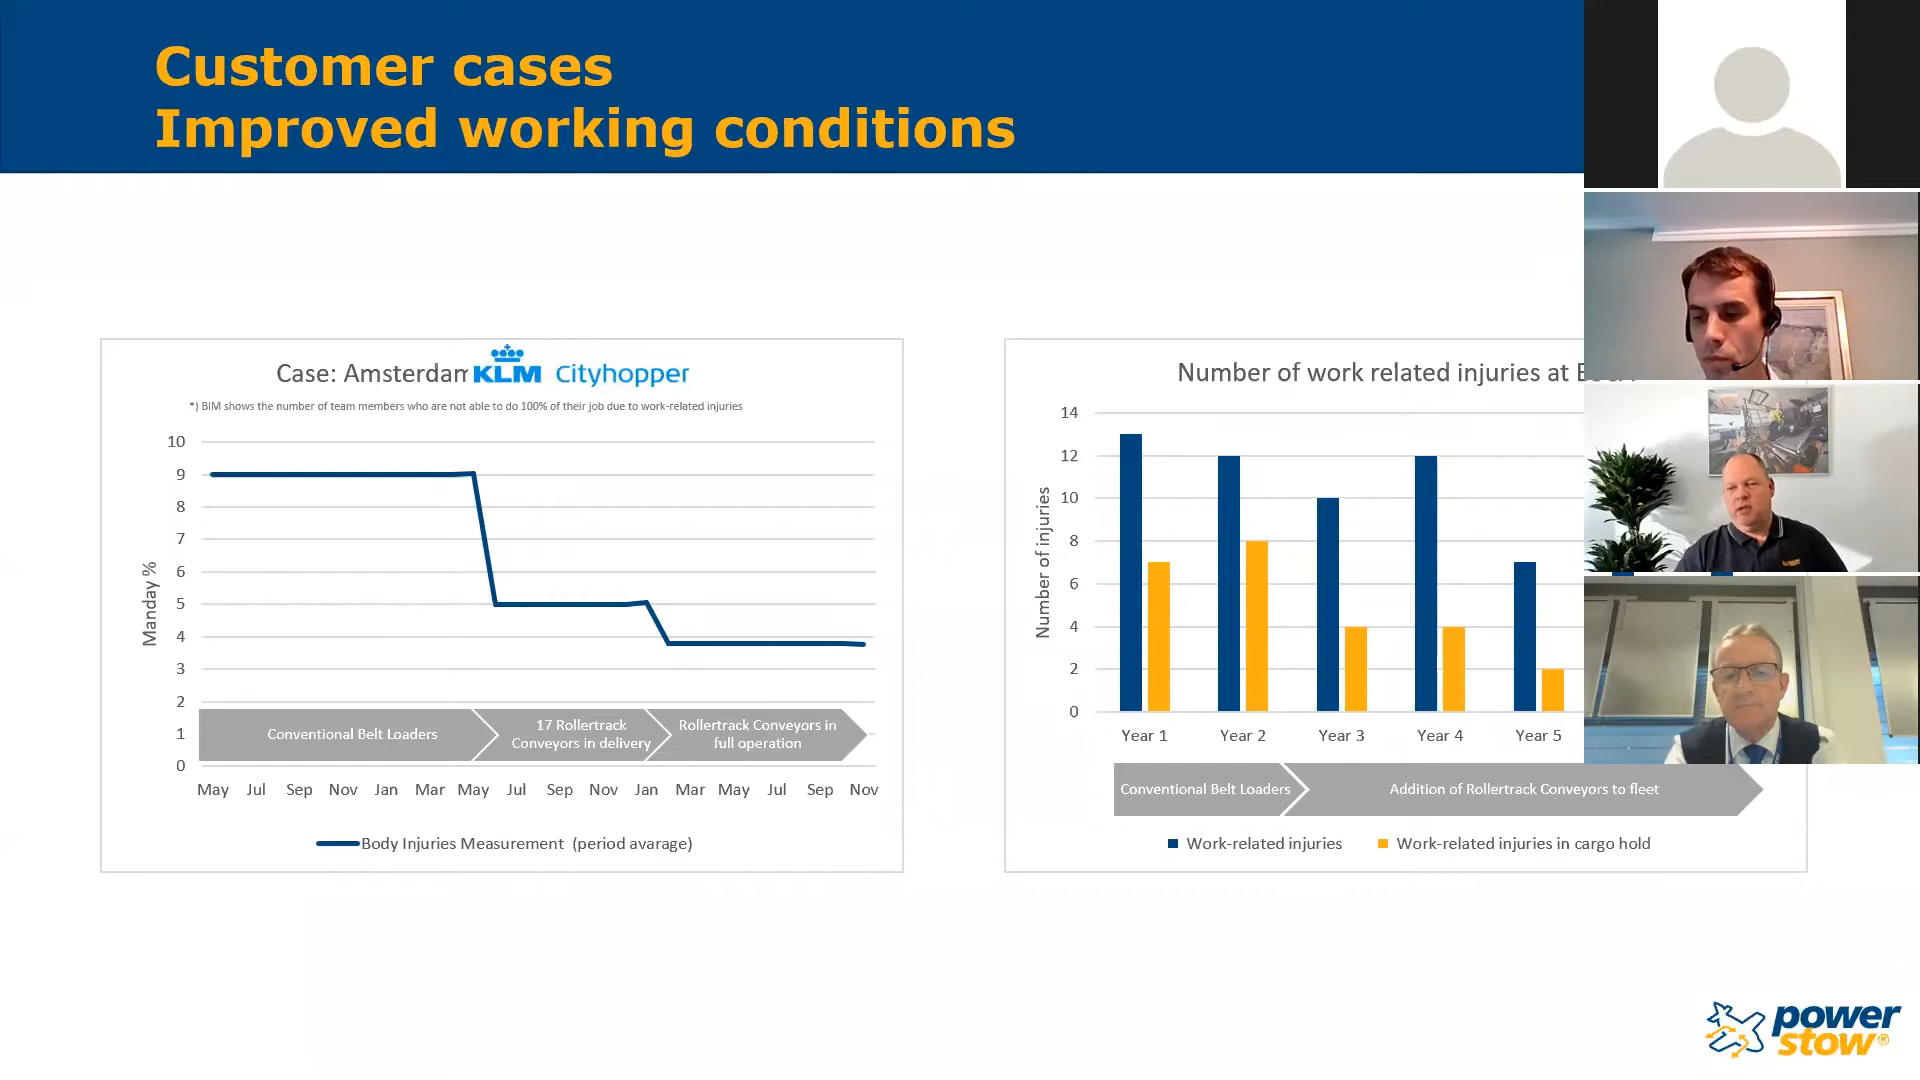 Customer cases
Improved working conditions
Case: Amsterdam KLM Cityhopper
*) BIM shows the number of team members who are not able to do 100% of their job due to work-related injuries
10
9
8
7
6
5
4
3
2
1
0
Manday %
Conventional Belt Loaders
17 Rollertrack
Conveyors in delivery
Rollertrack Conveyors in
full operation
May Jul Sep Nov Jan Mar May Jul Sep Nov Jan Mar May Jul Sep Nov
Body Injuries Measurement (period avarage)
Number of work related injuries at
14
12
10
8
6
4
2
0
Number of injuries
Year 1 Year 2 Year 3 Year 4 Year 5
Conventional Belt Loaders
Addition of Rollertrack Conveyors to fleet
Work-related injuries
Work-related injuries in cargo hold
power
stow®